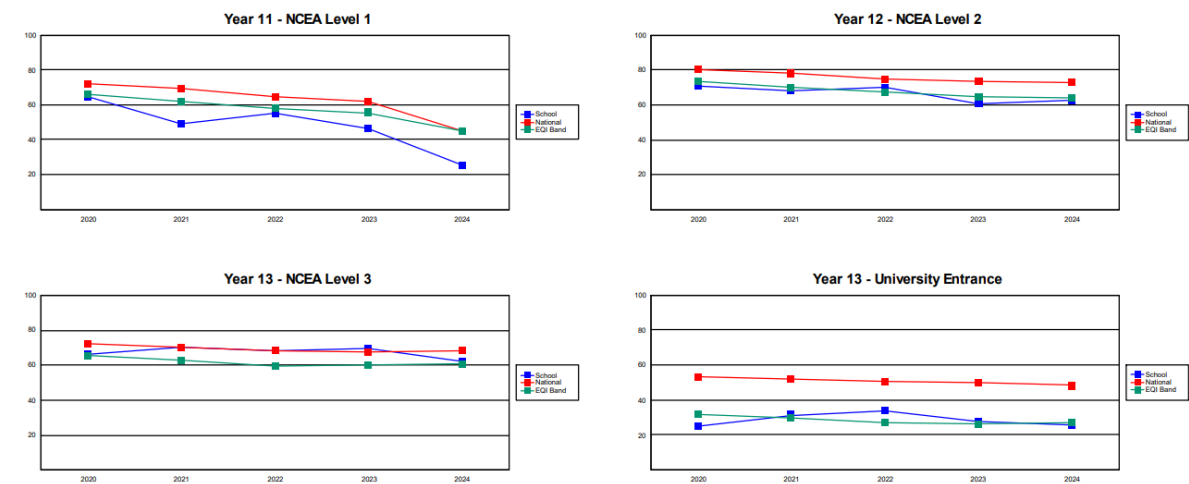 Year 11 - NCEA Level 1
100
80
60
40
20
2020 2021 2022 2023 2024
School
National
EQI Band
Year 12 - NCEA Level 2
100
80
60
40
20
2020 2021 2022 2023 2024
School
National
EQI Band
Year 13 - NCEA Level 3
100
80
60
40
20
2020 2021 2022 2023 2024
School
National
EQI Band
Year 13 - University Entrance
100
80
60
40
20
2020 2021 2022 2023 2024
School
National
EQI Band